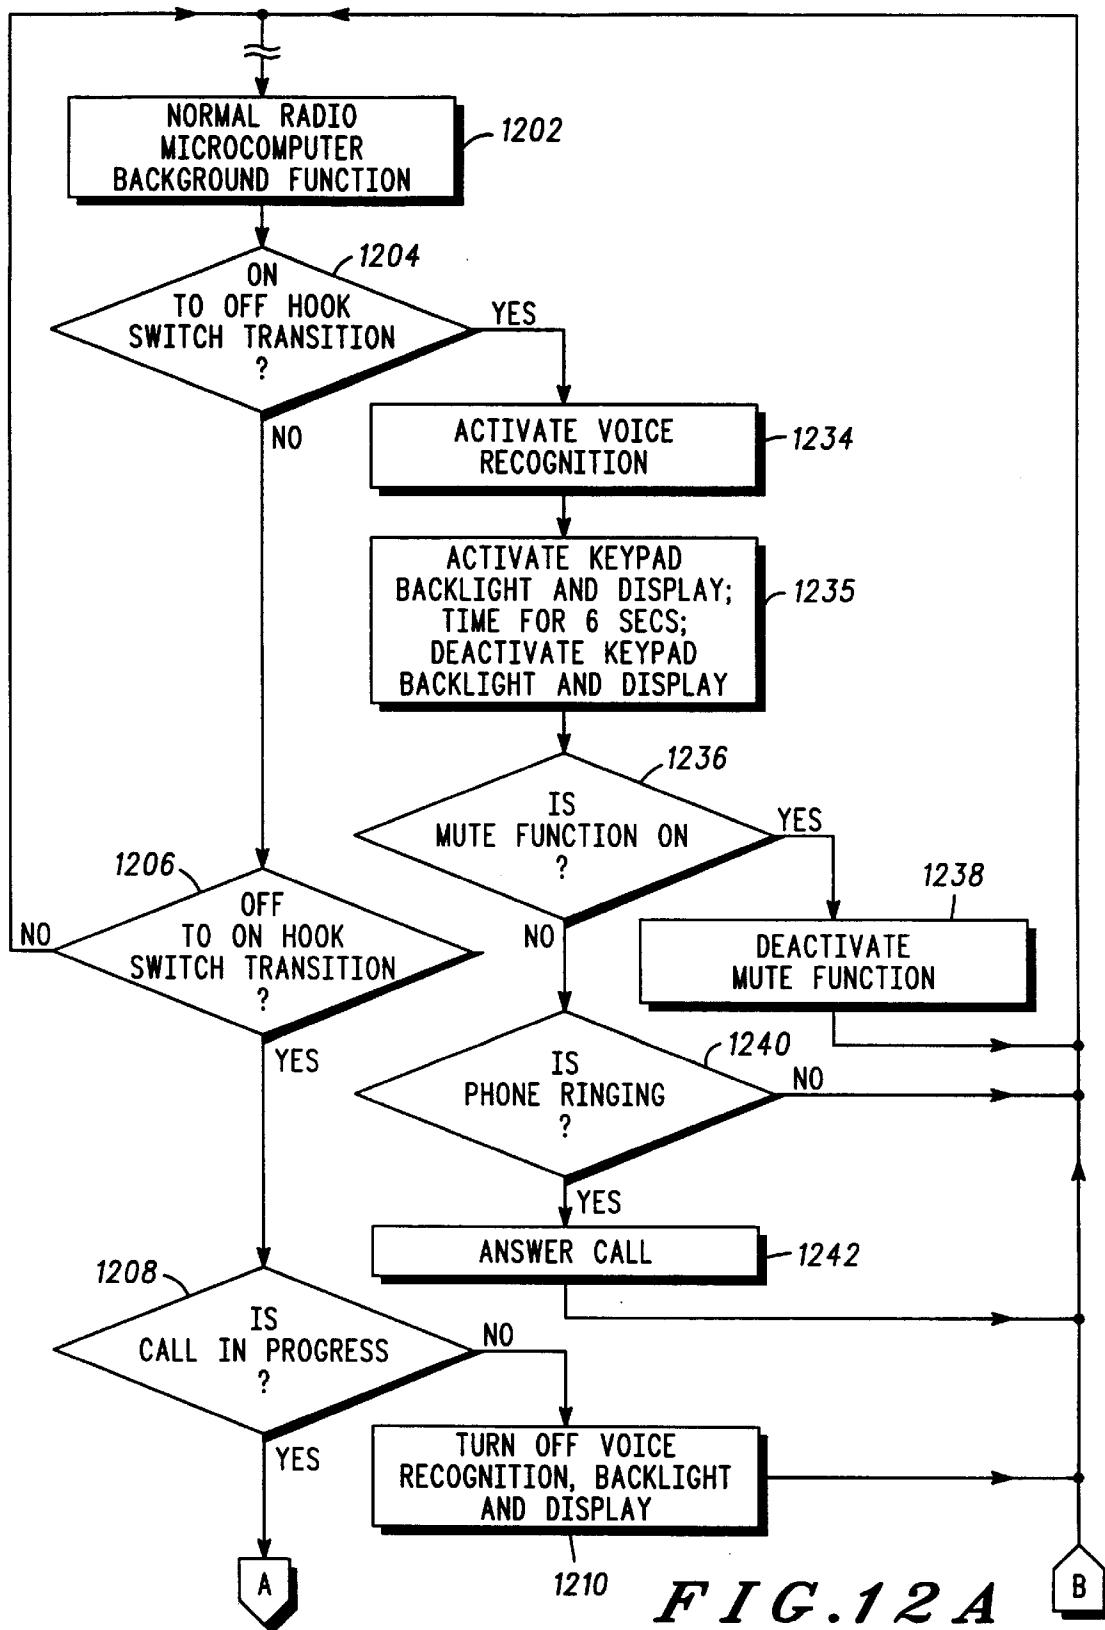 NORMAL RADIO
MICROCOMPUTER
BACKGROUND FUNCTION
1202
ON
TO OFF HOOK
SWITCH TRANSITION
?
1204
YES
NO
ACTIVATE VOICE
RECOGNITION
1234
ACTIVATE KEYPAD
BACKLIGHT AND DISPLAY;
TIME FOR 6 SECS;
DEACTIVATE KEYPAD
BACKLIGHT AND DISPLAY
1235
IS
MUTE FUNCTION ON
?
1236
YES
NO
DEACTIVATE
MUTE FUNCTION
1238
OFF
TO ON HOOK
SWITCH TRANSITION
?
1206
NO
YES
IS
PHONE RINGING
?
1240
NO
YES
ANSWER CALL
1242
IS
CALL IN PROGRESS
?
1208
NO
YES
TURN OFF VOICE
RECOGNITION, BACKLIGHT
AND DISPLAY
1210
A
B
FIG.12A